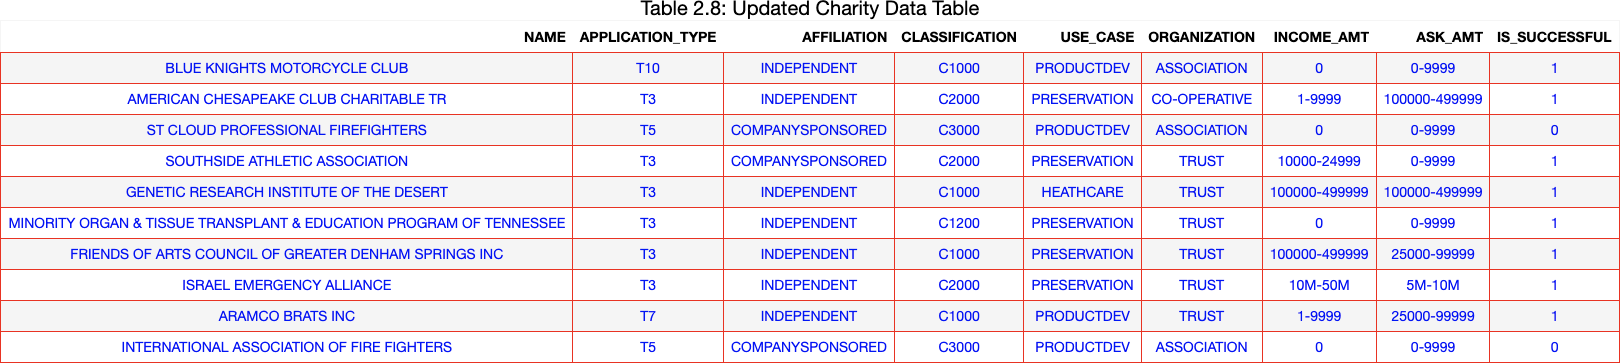 Table 2.8: Updated Charity Data Table
NAME APPLICATION_TYPE AFFILIATION CLASSIFICATION USE_CASE ORGANIZATION INCOME_AMT ASK_AMT IS_SUCCESSFUL
BLUE KNIGHTS MOTORCYCLE CLUB T10 INDEPENDENT C1000 PRODUCTDEV ASSOCIATION 0 0-9999 1
AMERICAN CHESAPEAKE CLUB CHARITABLE TR T3 INDEPENDENT C2000 PRESERVATION CO-OPERATIVE 1-9999 100000-499999 1
ST CLOUD PROFESSIONAL FIREFIGHTERS T5 COMPANYSPONSORED C3000 PRODUCTDEV ASSOCIATION 0 0-9999 0
SOUTHSIDE ATHLETIC ASSOCIATION T3 COMPANYSPONSORED C2000 PRESERVATION TRUST 10000-24999 0-9999 1
GENETIC RESEARCH INSTITUTE OF THE DESERT T3 INDEPENDENT C1000 HEATHCARE TRUST 100000-499999 100000-499999 1
MINORITY ORGAN & TISSUE TRANSPLANT & EDUCATION PROGRAM OF TENNESSEE T3 INDEPENDENT C1200 PRESERVATION TRUST 0 0-9999 1
FRIENDS OF ARTS COUNCIL OF GREATER DENHAM SPRINGS INC T3 INDEPENDENT C1000 PRESERVATION TRUST 100000-499999 25000-99999 1
ISRAEL EMERGENCY ALLIANCE T3 INDEPENDENT C2000 PRESERVATION TRUST 10M-50M 5M-10M 1
ARAMCO BRATS INC T7 INDEPENDENT C1000 PRODUCTDEV TRUST 1-9999 25000-99999 1
INTERNATIONAL ASSOCIATION OF FIRE FIGHTERS T5 COMPANYSPONSORED C3000 PRODUCTDEV ASSOCIATION 0 0-9999 0